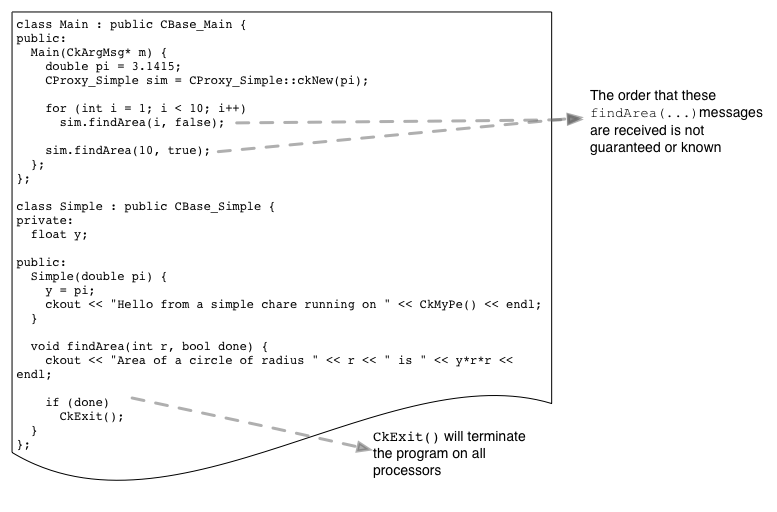 class Main : public CBase_Main {
public:
  Main(CkArgMsg* m) {
    double pi = 3.1415;
    CProxy_Simple sim = CProxy_Simple::ckNew(pi);
    for (int i = 1; i < 10; i++)
      sim.findArea(i, false);
    sim.findArea(10, true);
  };
};
class Simple : public CBase_Simple {
private:
  float y;
public:
  Simple(double pi) {
    y = pi;
    ckout << "Hello from a simple chare running on " << CkMyPe() << endl;
  }
  void findArea(int r, bool done) {
    ckout << "Area of a circle of radius " << r << " is " << y*r*r <<
endl;
    if (done)
      CkExit();
  }
};
The order that these
findArea(...)messages
are received is not
guaranteed or known
CkExit() will terminate
the program on all
processors